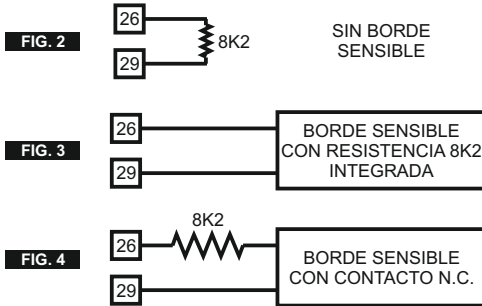 FIG. 2
26
29
8K2
SIN BORDE
SENSIBLE
FIG. 3
26
29
BORDE SENSIBLE
CON RESISTENCIA 8K2
INTEGRADA
FIG. 4
26
29
8K2
BORDE SENSIBLE
CON CONTACTO N.C.